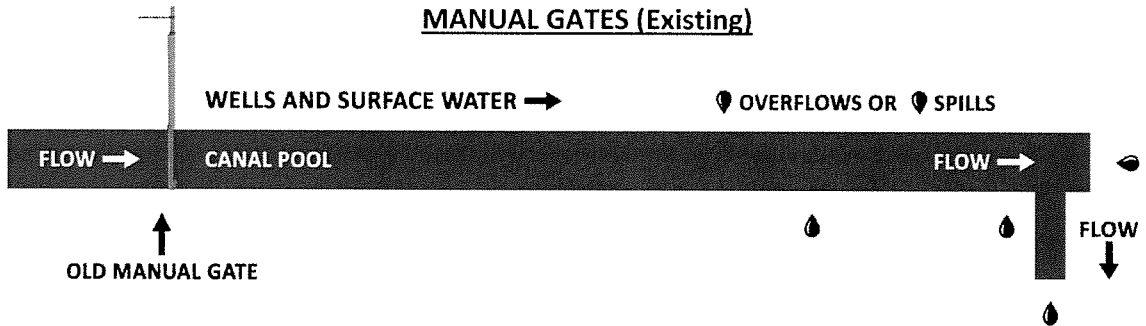 MANUAL GATES (Existing)
WELLS AND SURFACE WATER
OVERFLOWS OR SPILLS
FLOW
CANAL POOL
FLOW
FLOW
OLD MANUAL GATE